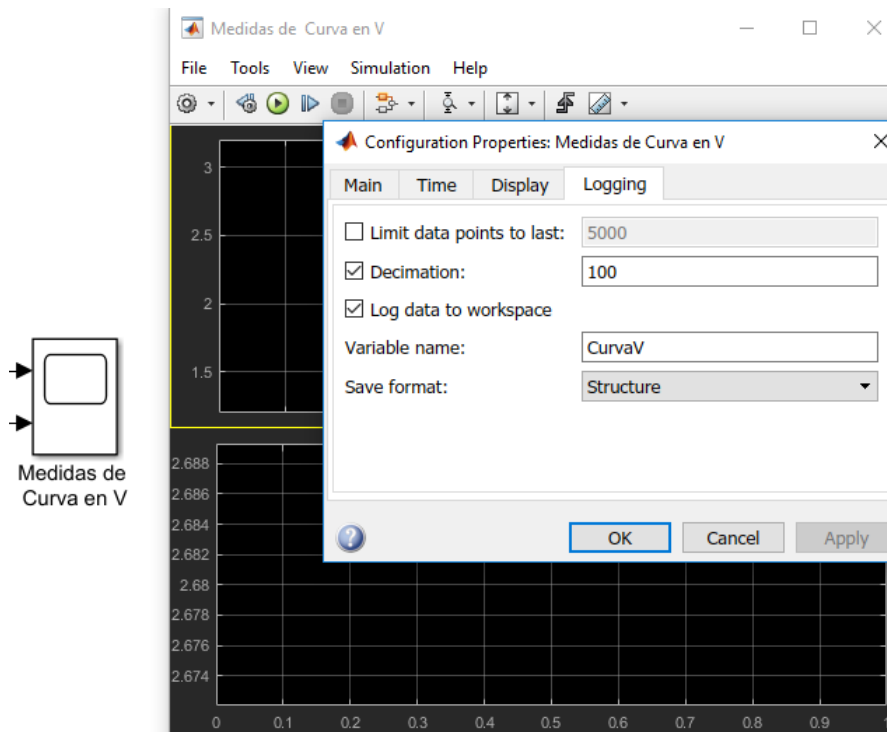 Medidas de Curva en V
File Tools View Simulation Help
Configuration Properties: Medidas de Curva en V
Main Time Display Logging
Limit data points to last: 5000
Decimation: 100
Log data to workspace
Variable name: CurvaV
Save format: Structure
OK Cancel Apply
3
2.5
2
1.5
Medidas de
Curva en V
2.688
2.686
2.684
2.682
2.68
2.678
2.676
2.674
0 0.1 0.2 0.3 0.4 0.5 0.6 0.7 0.8 0.9